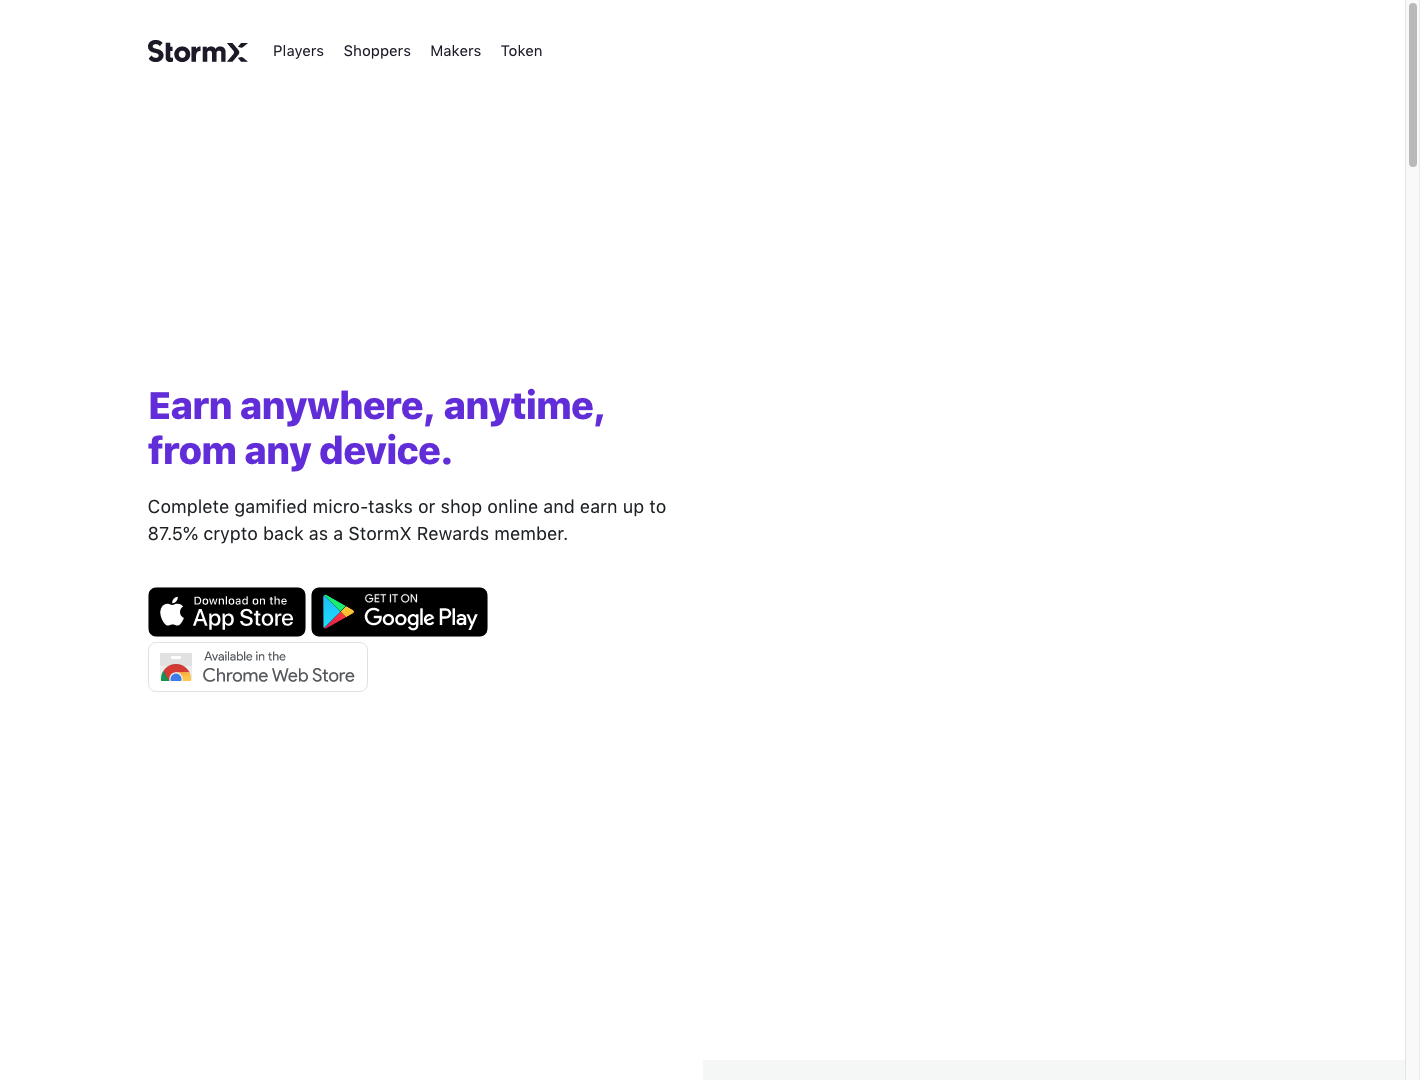 StormX Players Shoppers Makers Token
Earn anywhere, anytime,
from any device.
Complete gamified micro-tasks or shop online and earn up to
87.5% crypto back as a StormX Rewards member.
Download on the
App Store
GET IT ON
Google Play
Available in the
Chrome Web Store